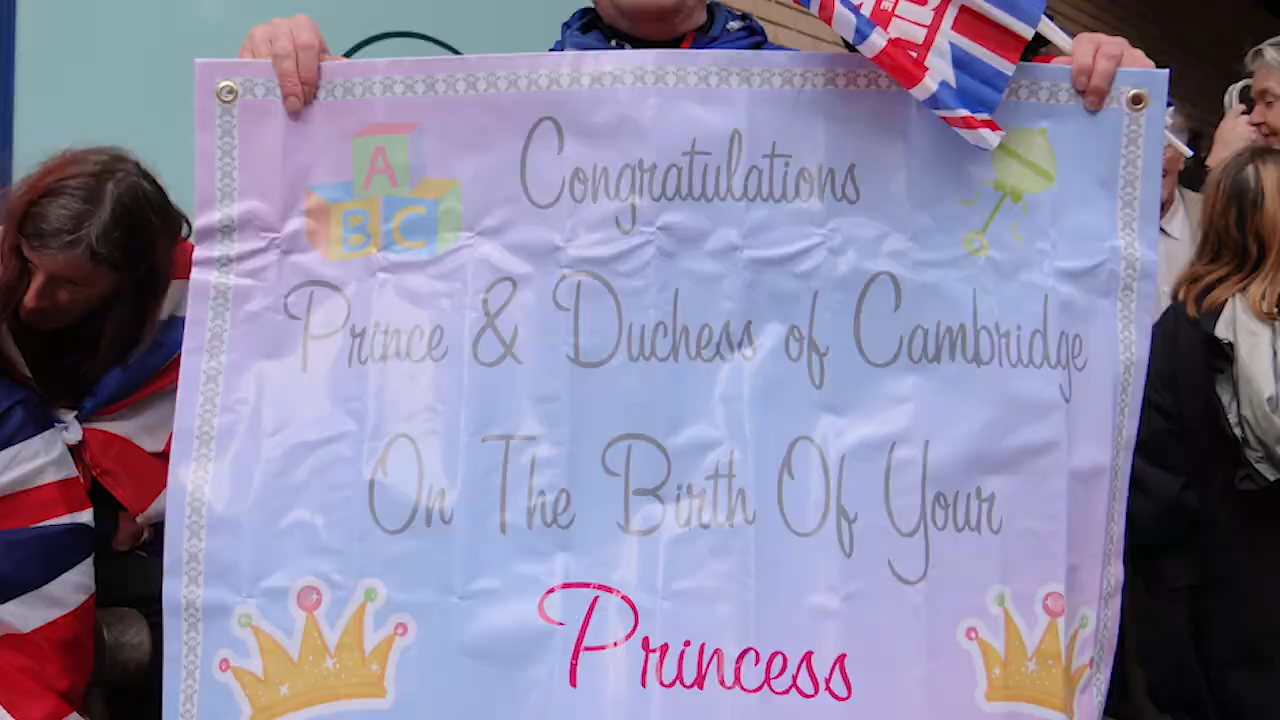 A
B C
Congratulations
Prince & Duchess of Cambridge
On The Birth Of Your
Princess